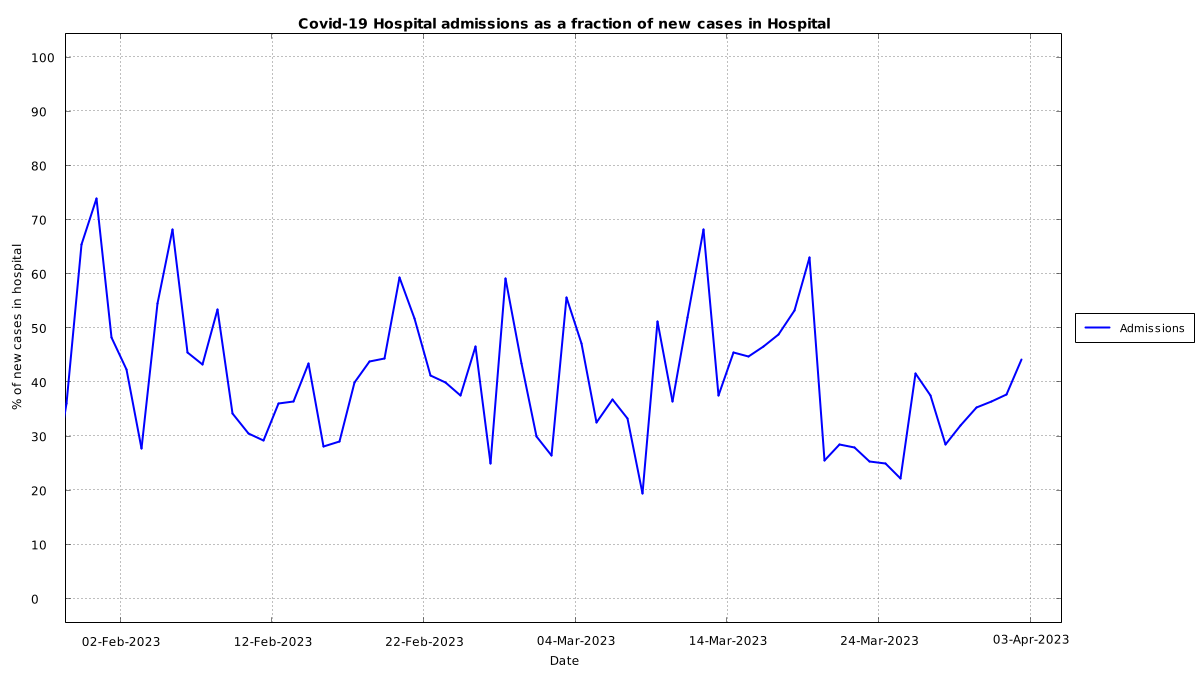 Covid-19 Hospital admissions as a fraction of new cases in Hospital
% of new cases in hospital
100
90
80
70
60
50
40
30
20
10
0
02-Feb-2023
12-Feb-2023
22-Feb-2023
04-Mar-2023
14-Mar-2023
24-Mar-2023
03-Apr-2023
Date
Admissions